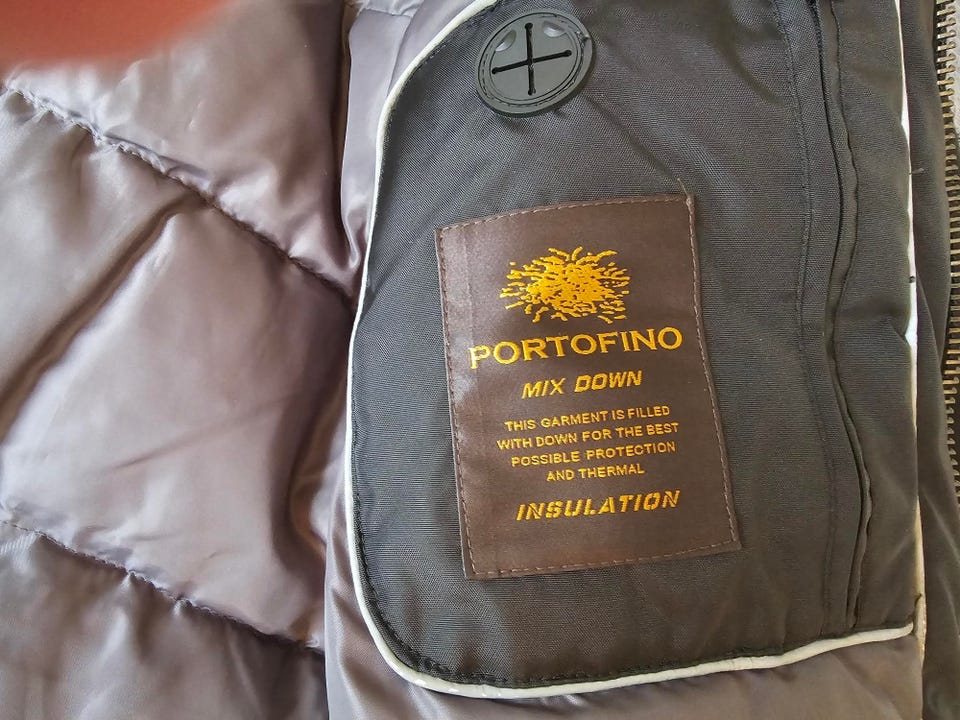 PORTOFINO
MIX DOWN
THIS GARMENT IS FILLED
WITH DOWN FOR THE BEST
POSSIBLE PROTECTION
AND THERMAL
INSULATION